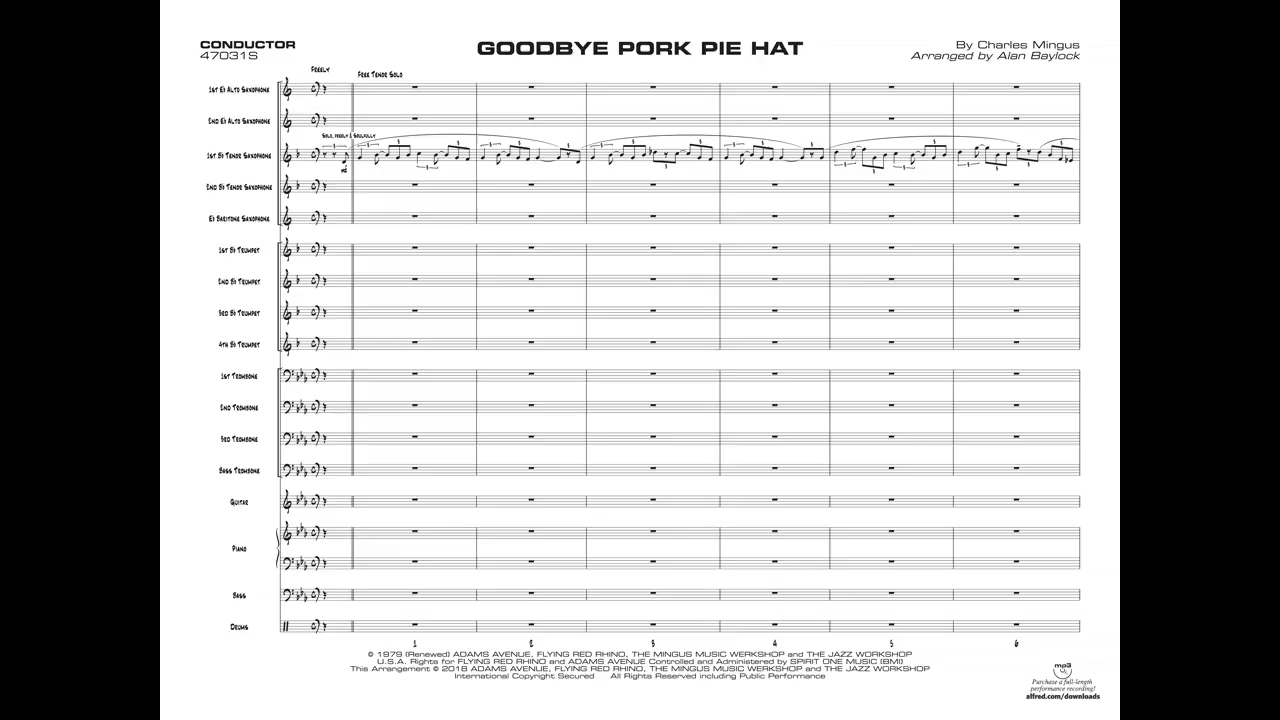 CONDUCTOR
47031S
GOODBYE PORK PIE HAT
By Charles Mingus
Arranged by Alan Baylock
Freely
Free Tenor Solo
1st E♭ Alto Saxophone
2nd E♭ Alto Saxophone
Solo, freely & soulfully
1st B♭ Tenor Saxophone
mf
2nd B♭ Tenor Saxophone
E♭ Baritone Saxophone
1st B♭ Trumpet
2nd B♭ Trumpet
3rd B♭ Trumpet
4th B♭ Trumpet
1st Trombone
2nd Trombone
3rd Trombone
Bass Trombone
Guitar
Piano
Bass
Drums
1 2 3 4 5 6
© 1979 (Renewed) ADAMS AVENUE, FLYING RED RHINO, THE MINGUS MUSIC WERKSHOP and THE JAZZ WORKSHOP
U.S.A. Rights for FLYING RED RHINO and ADAMS AVENUE Controlled and Administered by SPIRIT ONE MUSIC (BMI)
This Arrangement © 2018 ADAMS AVENUE, FLYING RED RHINO, THE MINGUS MUSIC WERKSHOP and THE JAZZ WORKSHOP
International Copyright Secured All Rights Reserved including Public Performance
mp3
Purchase a full-length
performance recording!
alfred.com/downloads